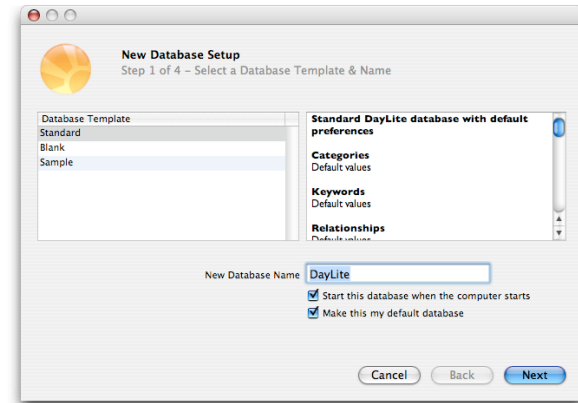 New Database Setup
Step 1 of 4 – Select a Database Template & Name
Database Template
Standard
Blank
Sample
Standard DayLite database with default
preferences
Categories
Default values
Keywords
Default values
Relationships
Default values
New Database Name DayLite
Start this database when the computer starts
Make this my default database
Cancel Back Next